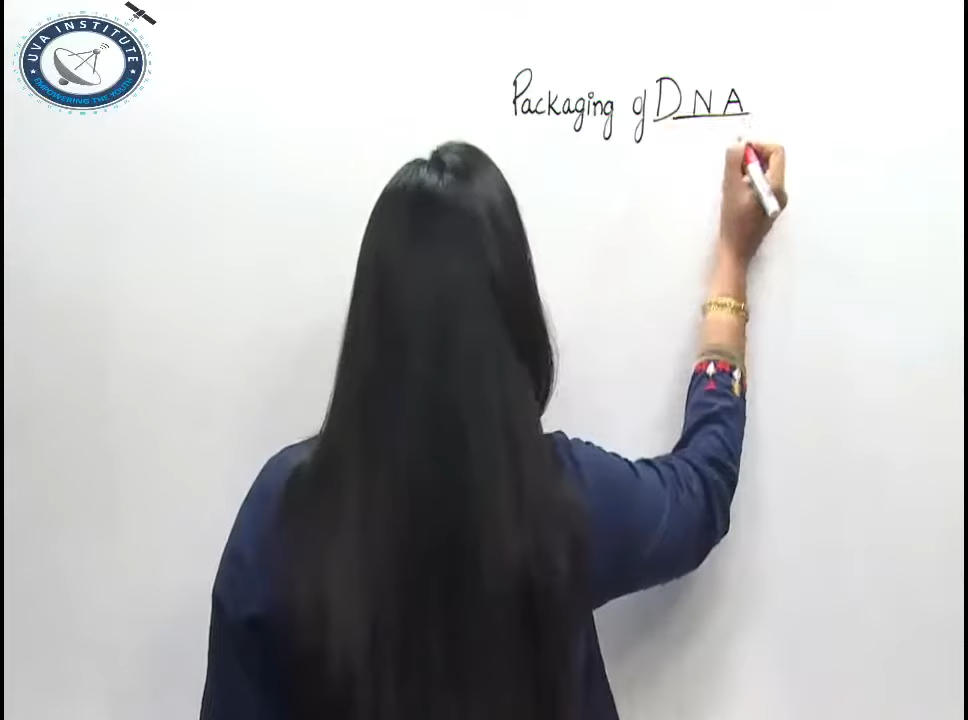 UVA INSTITUTE
EMPOWERING THE YOUTH
Packaging of DNA